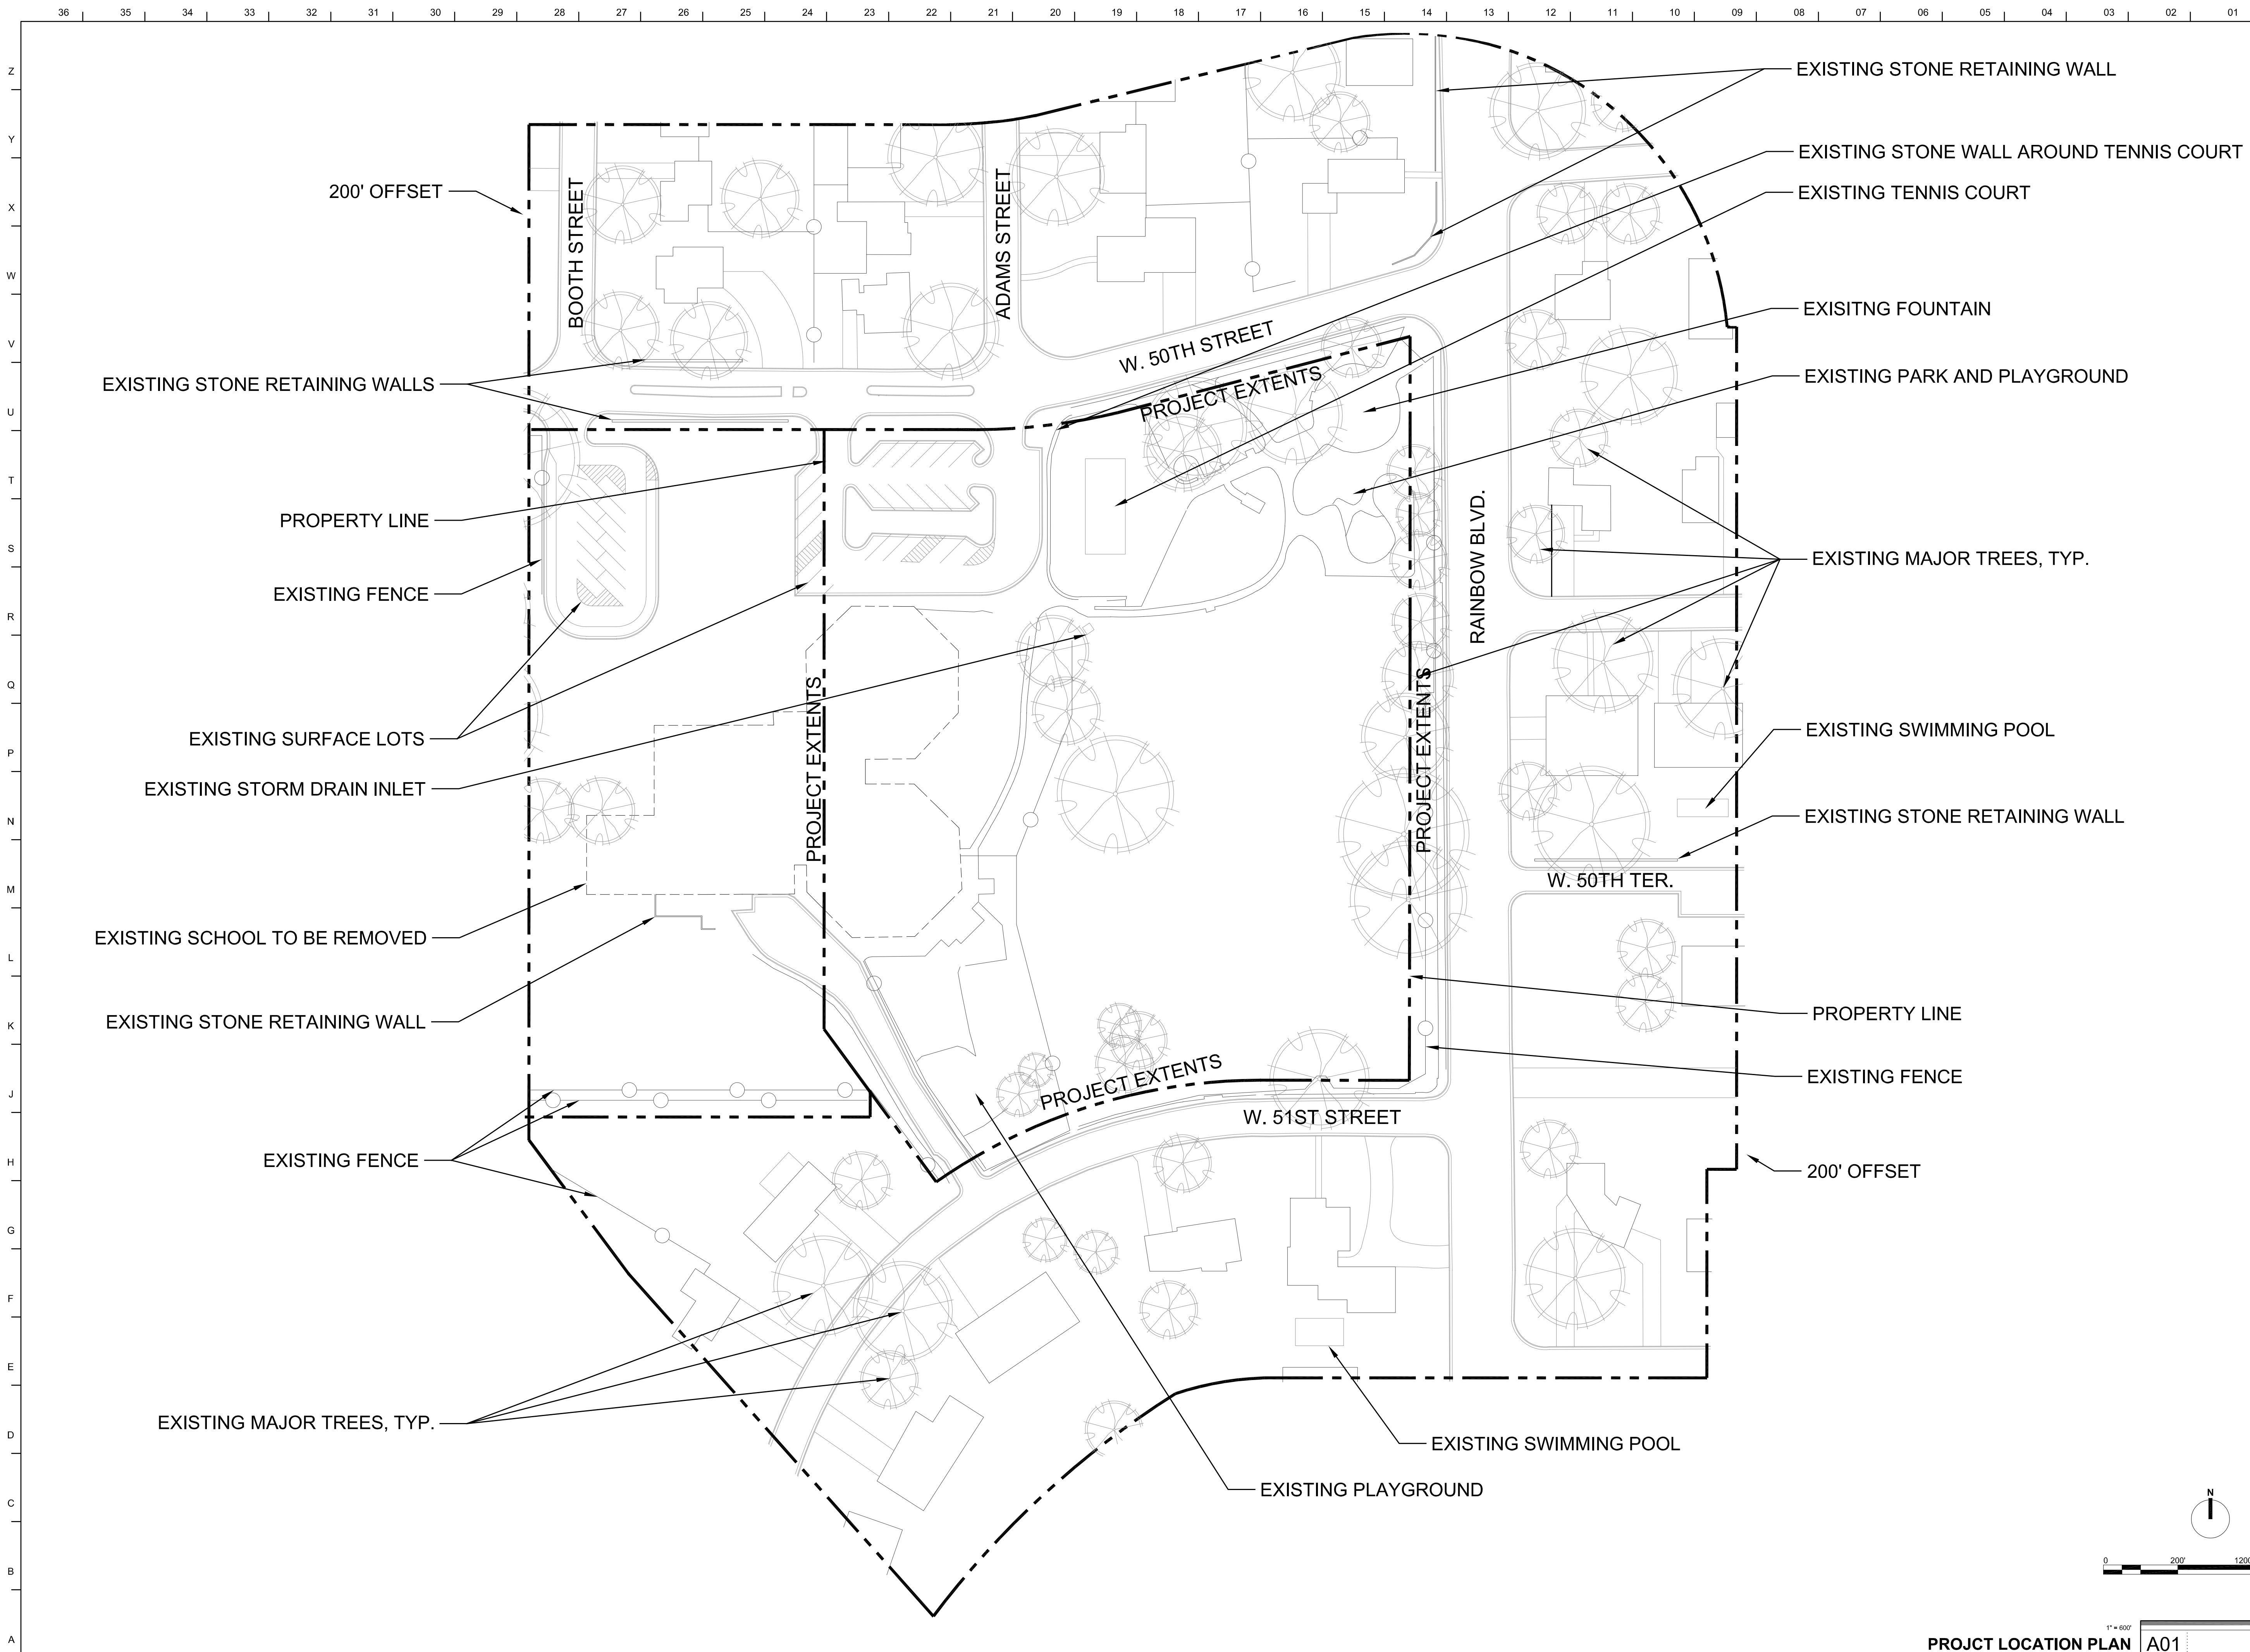 36 35 34 33 32 31 30 29 28 27 26 25 24 23 22 21 20 19 18 17 16 15 14 13 12 11 10 09 08 07 06 05 04 03 02 01
Z
Y
X
W
V
U
T
S
R
Q
P
N
M
L
K
J
H
G
F
E
D
C
B
A
200' OFFSET
EXISTING STONE RETAINING WALLS
PROPERTY LINE
EXISTING FENCE
EXISTING SURFACE LOTS
EXISTING STORM DRAIN INLET
EXISTING SCHOOL TO BE REMOVED
EXISTING STONE RETAINING WALL
EXISTING FENCE
EXISTING MAJOR TREES, TYP.
BOOTH STREET
ADAMS STREET
W. 50TH STREET
PROJECT EXTENTS
PROJECT EXTENTS
PROJECT EXTENTS
PROJECT EXTENTS
RAINBOW BLVD.
W. 50TH TER.
W. 51ST STREET
EXISTING STONE RETAINING WALL
EXISTING STONE WALL AROUND TENNIS COURT
EXISTING TENNIS COURT
EXISITNG FOUNTAIN
EXISTING PARK AND PLAYGROUND
EXISTING MAJOR TREES, TYP.
EXISTING SWIMMING POOL
EXISTING STONE RETAINING WALL
PROPERTY LINE
EXISTING FENCE
200' OFFSET
EXISTING SWIMMING POOL
EXISTING PLAYGROUND
N
0 200' 1200
1" = 600'
PROJCT LOCATION PLAN A01